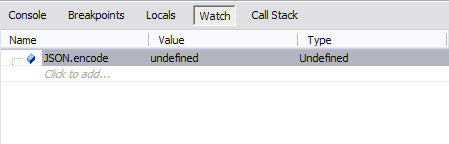 Console Breakpoints Locals Watch Call Stack
Name Value Type
JSON.encode undefined Undefined
Click to add...